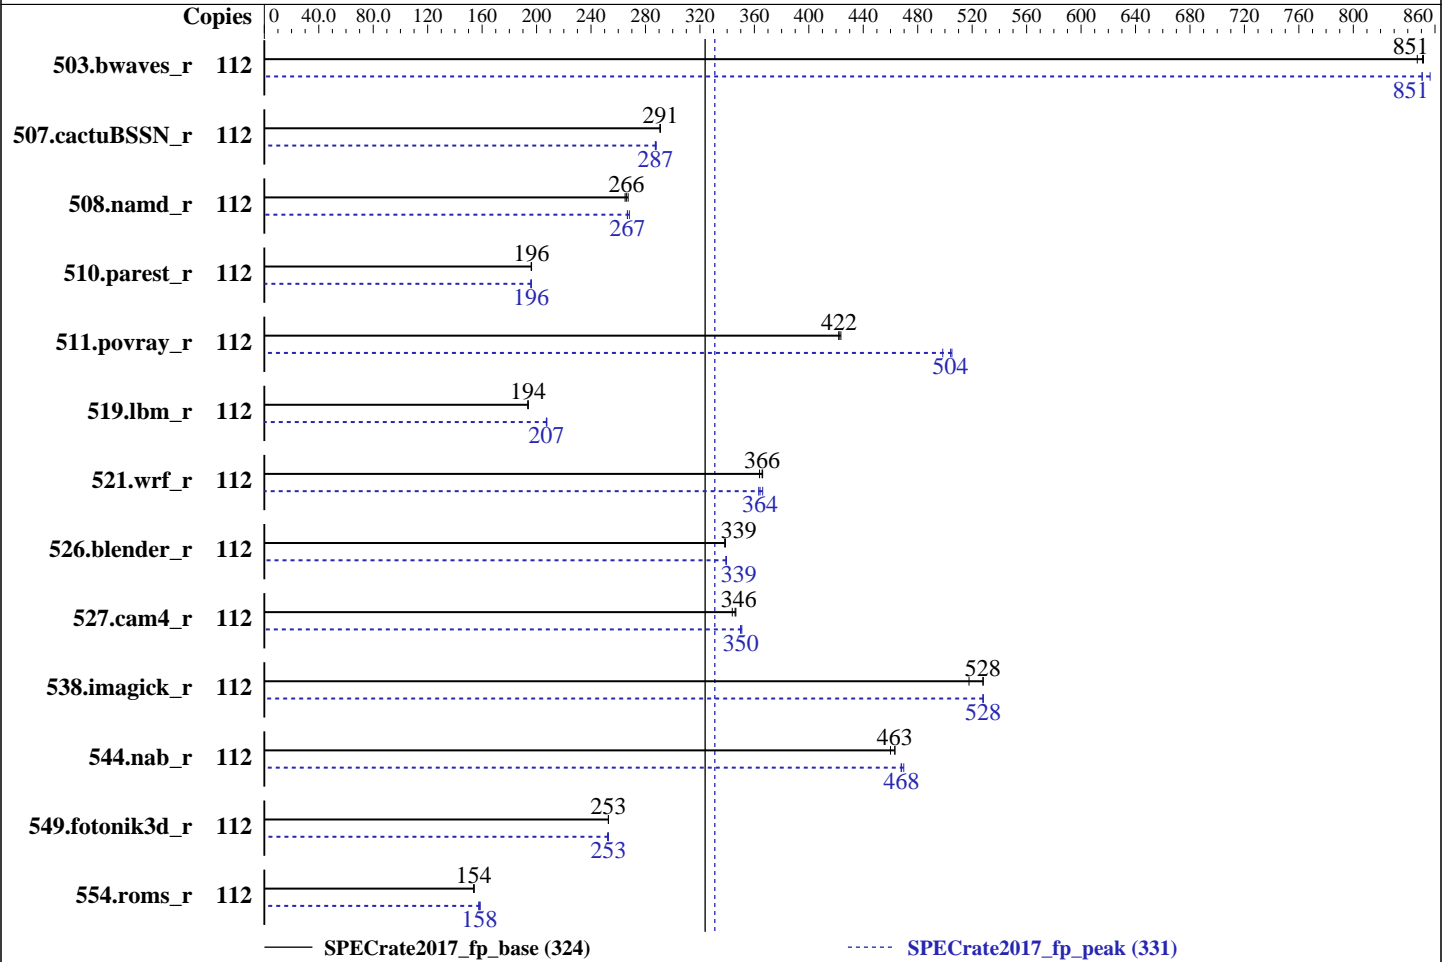 Copies 0 40.0 80.0 120 160 200 240 280 320 360 400 440 480 520 560 600 640 680 720 760 800 860
851
503.bwaves_r 112
851
291
507.cactuBSSN_r 112
287
266
508.namd_r 112
267
196
510.parest_r 112
196
422
511.povray_r 112
504
194
519.lbm_r 112
207
366
521.wrf_r 112
364
339
526.blender_r 112
339
346
527.cam4_r 112
350
528
538.imagick_r 112
528
463
544.nab_r 112
468
253
549.fotonik3d_r 112
253
154
554.roms_r 112
158
SPECrate2017_fp_base (324) SPECrate2017_fp_peak (331)